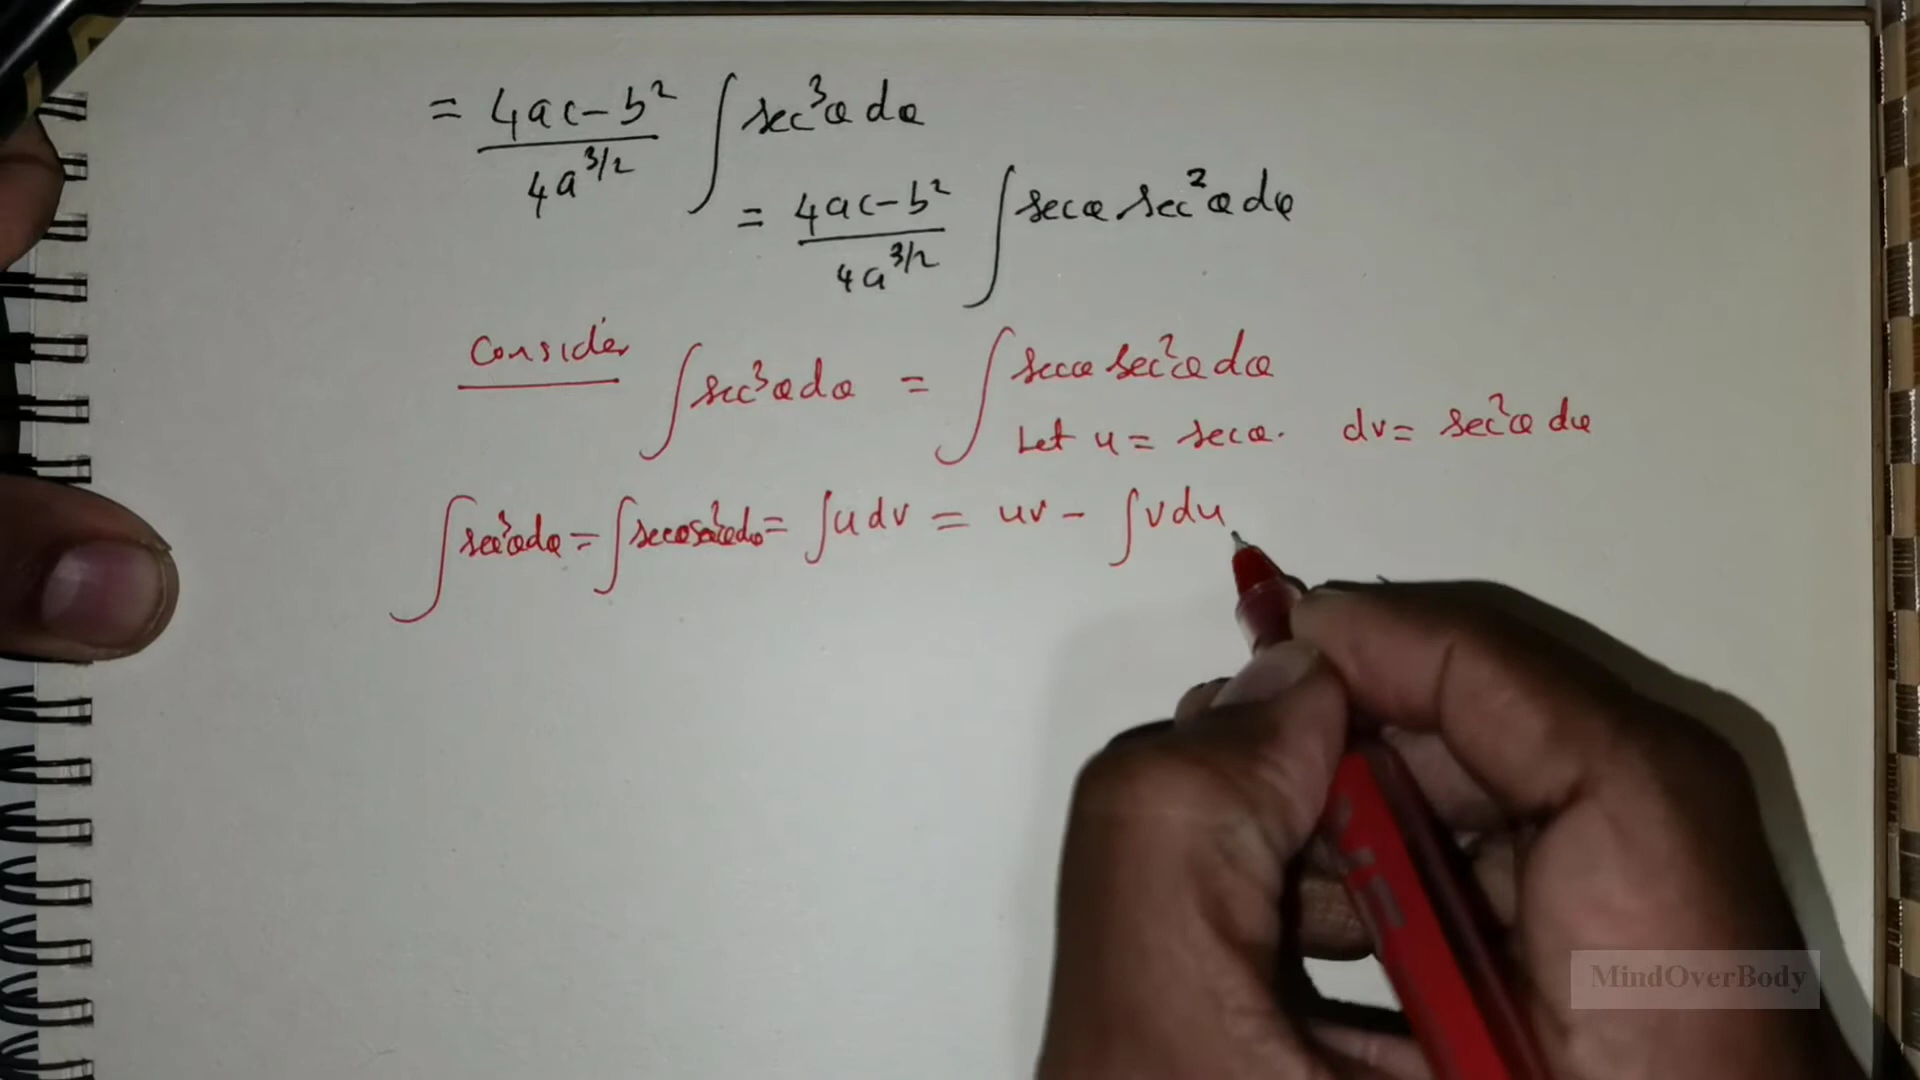 = 4ac-b² / 4a^3/2 ∫ sec³θ dθ
= 4ac-b² / 4a^3/2 ∫ secθ sec²θ dθ
Consider ∫ sec³θ dθ = ∫ secθ sec²θ dθ
Let u = secθ. dv = sec²θ dθ
∫ sec³θ dθ = ∫ secθ sec²θ dθ = ∫ u dv = uv - ∫ v du
MindOverBody